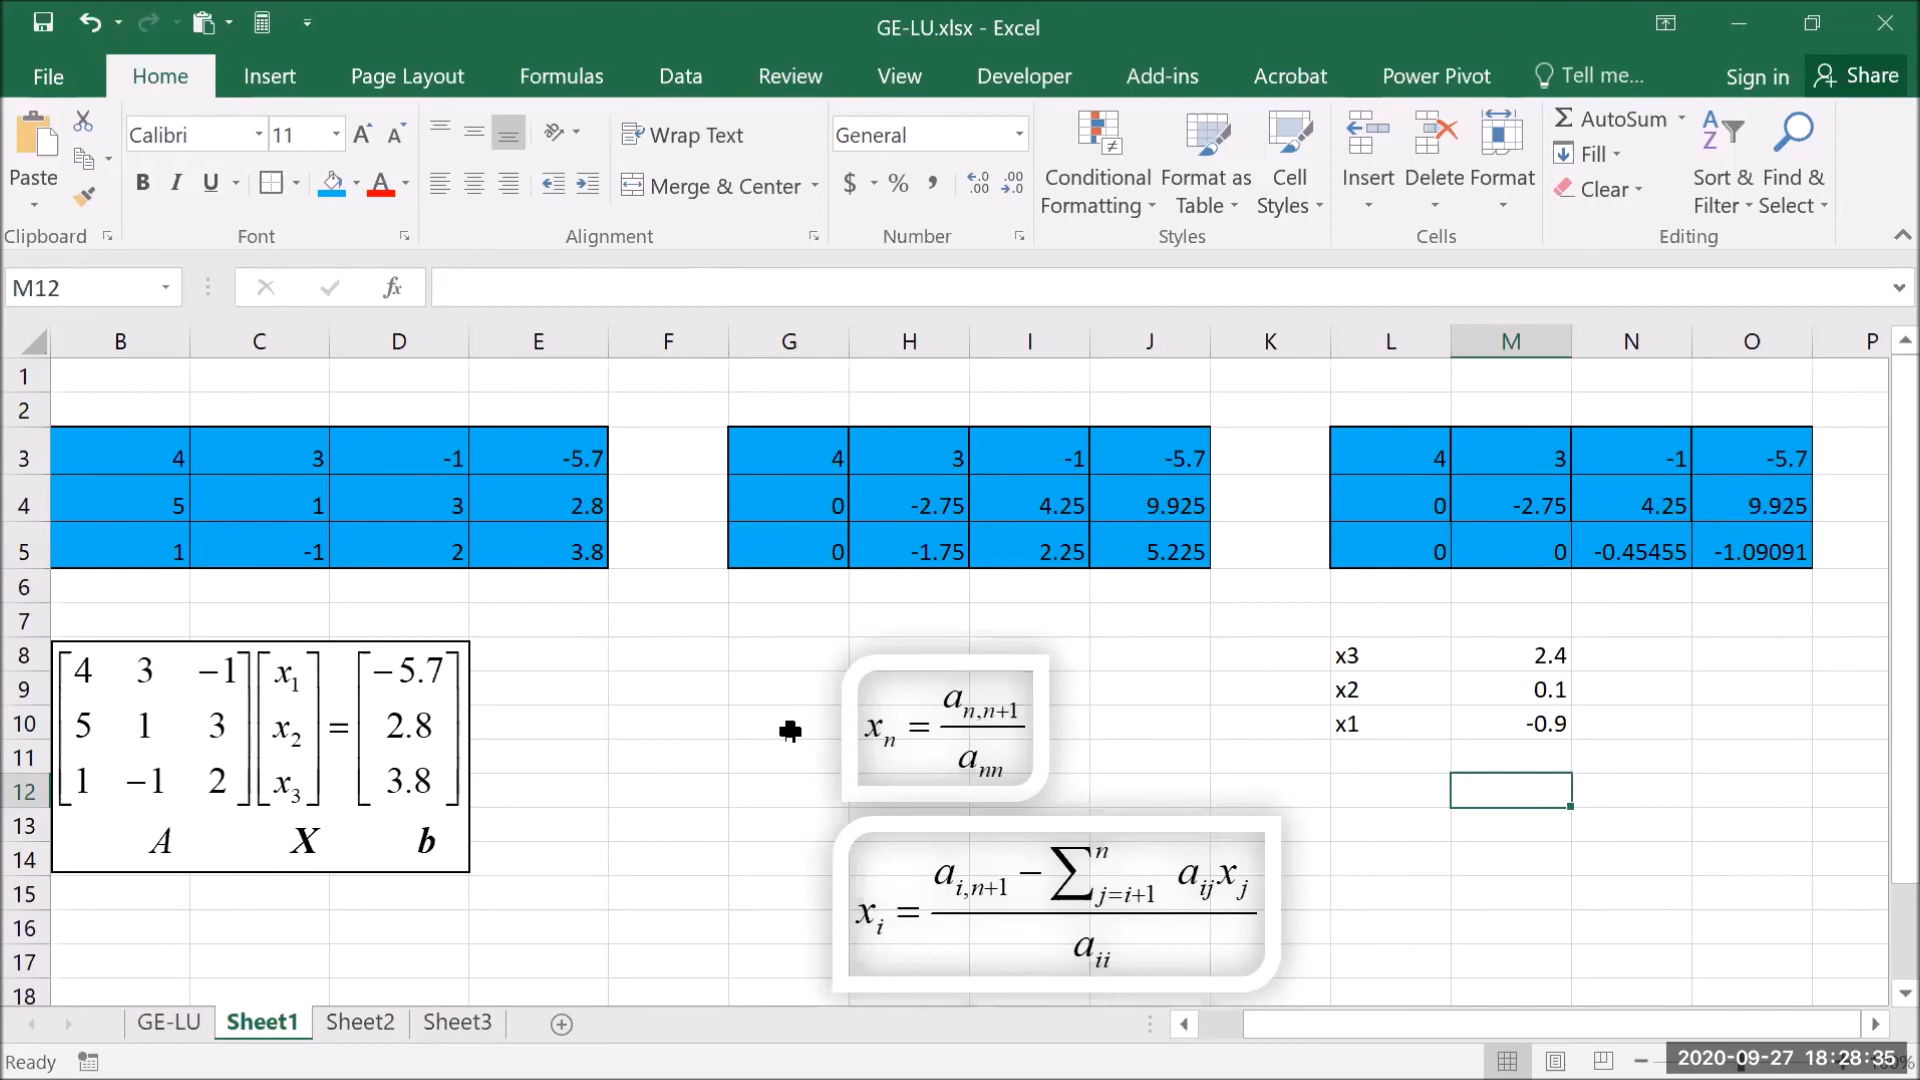 GE-LU.xlsx - Excel
File Home Insert Page Layout Formulas Data Review View Developer Add-ins Acrobat Power Pivot Tell me... Sign in Share
Paste
Clipboard
Calibri 11
B I U
Font
Wrap Text
Merge & Center
Alignment
General
$ %
Number
Conditional Formatting
Format as Table
Cell Styles
Styles
Insert Delete Format
Cells
AutoSum
Fill
Clear
Sort & Filter
Find & Select
Editing
M12 fx
B C D E F G H I J K L M N O P
1
2
3 4 3 -1 -5.7 4 3 -1 -5.7 4 3 -1 -5.7
4 5 1 3 2.8 0 -2.75 4.25 9.925 0 -2.75 4.25 9.925
5 1 -1 2 3.8 0 -1.75 2.25 5.225 0 0 -0.45455 -1.09091
6
7
8 x3 2.4
9 x2 0.1
10 x1 -0.9
11
12
13
14
15
16
17
18
4 3 −1 x1 −5.7
5 1 3 x2 = 2.8
1 −1 2 x3 3.8
A X b
xn = an,n+1 / ann
xi = (ai,n+1 − ∑ⁿj=i+1 aij xj) / aii
GE-LU Sheet1 Sheet2 Sheet3
Ready
2020-09-27 18:28:35